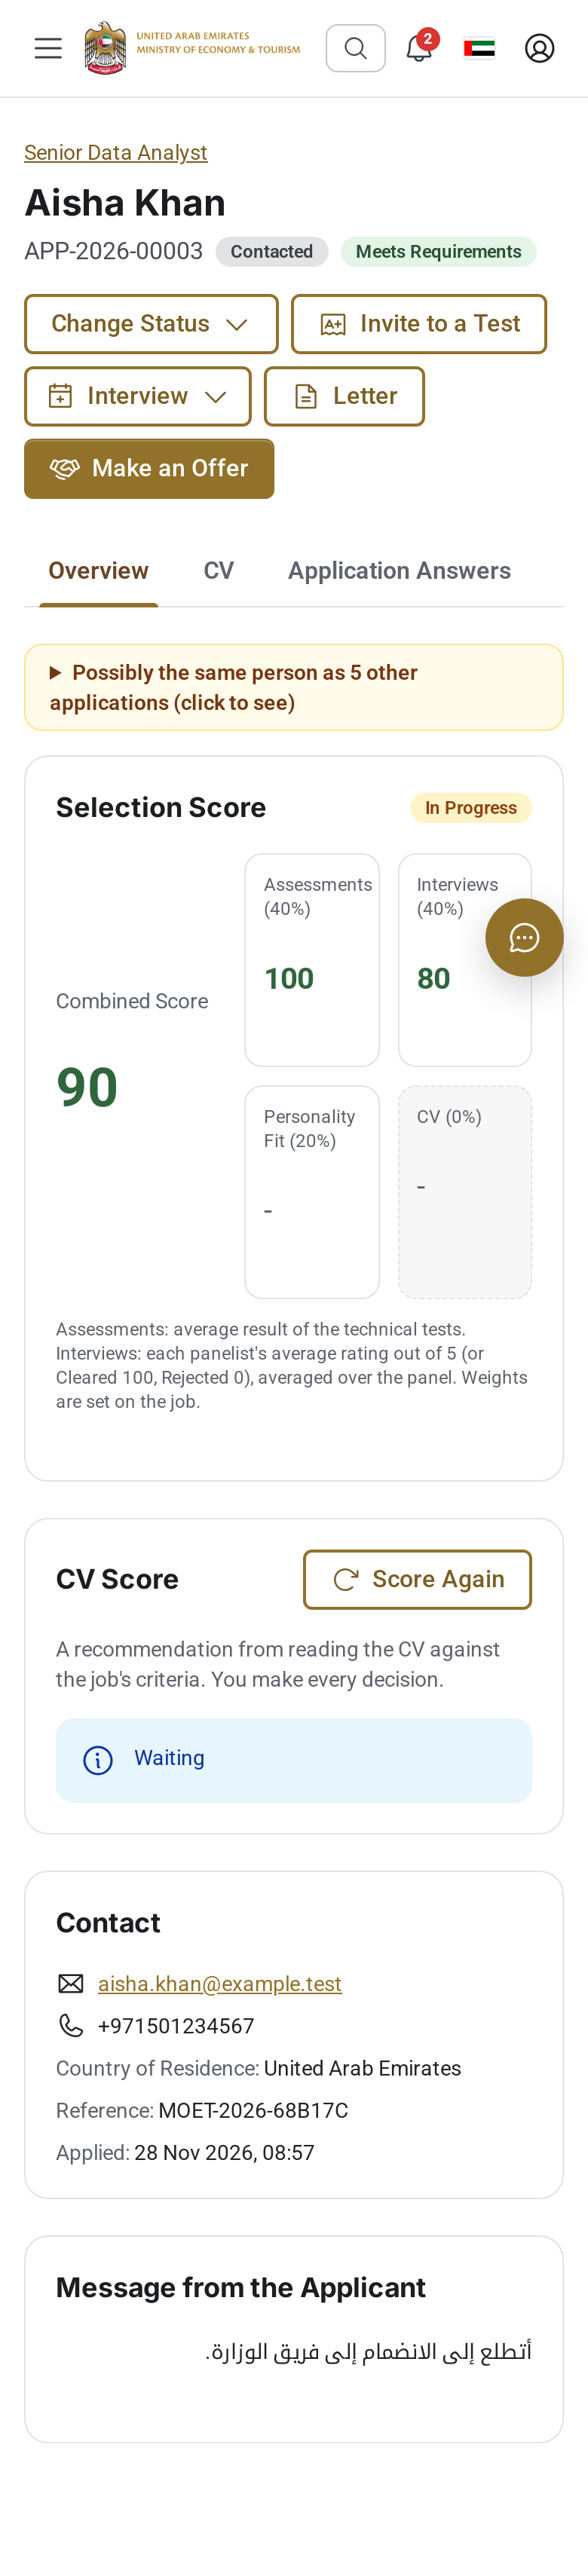 UNITED ARAB EMIRATES
MINISTRY OF ECONOMY & TOURISM
2
Senior Data Analyst
Aisha Khan
APP-2026-00003 Contacted Meets Requirements
Change Status
Invite to a Test
Interview
Letter
Make an Offer
Overview
CV
Application Answers
Possibly the same person as 5 other
applications (click to see)
Selection Score
In Progress
Combined Score
90
Assessments
(40%)
100
Interviews
(40%)
80
Personality
Fit (20%)
-
CV (0%)
-
Assessments: average result of the technical tests.
Interviews: each panelist's average rating out of 5 (or
Cleared 100, Rejected 0), averaged over the panel. Weights
are set on the job.
CV Score
Score Again
A recommendation from reading the CV against
the job's criteria. You make every decision.
Waiting
Contact
aisha.khan@example.test
+971501234567
Country of Residence: United Arab Emirates
Reference: MOET-2026-68B17C
Applied: 28 Nov 2026, 08:57
Message from the Applicant
أتطلع إلى الانضمام إلى فريق الوزارة.